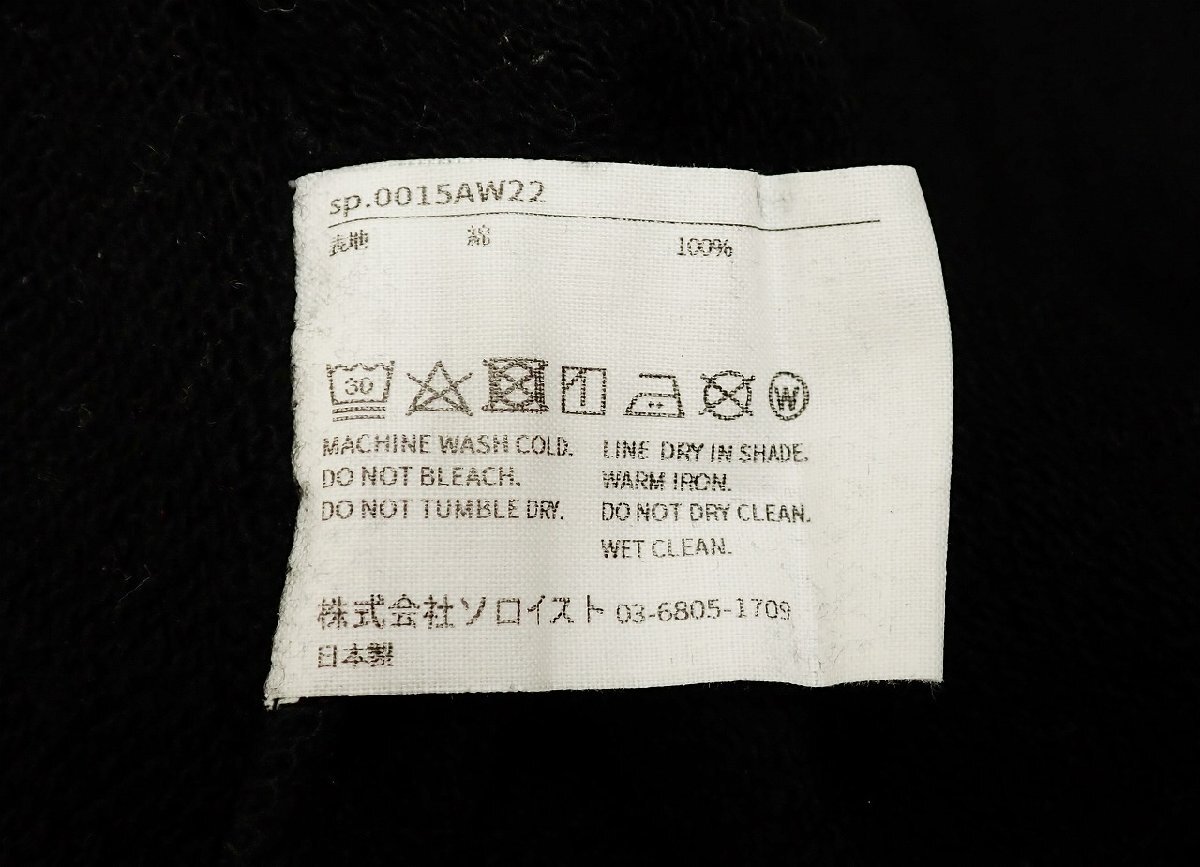 sp.0015AW22
表地 綿 100%
30
MACHINE WASH COLD. LINE DRY IN SHADE.
DO NOT BLEACH. WARM IRON.
DO NOT TUMBLE DRY. DO NOT DRY CLEAN.
WET CLEAN.
W
株式会社ソロイスト 03-6805-1709
日本製